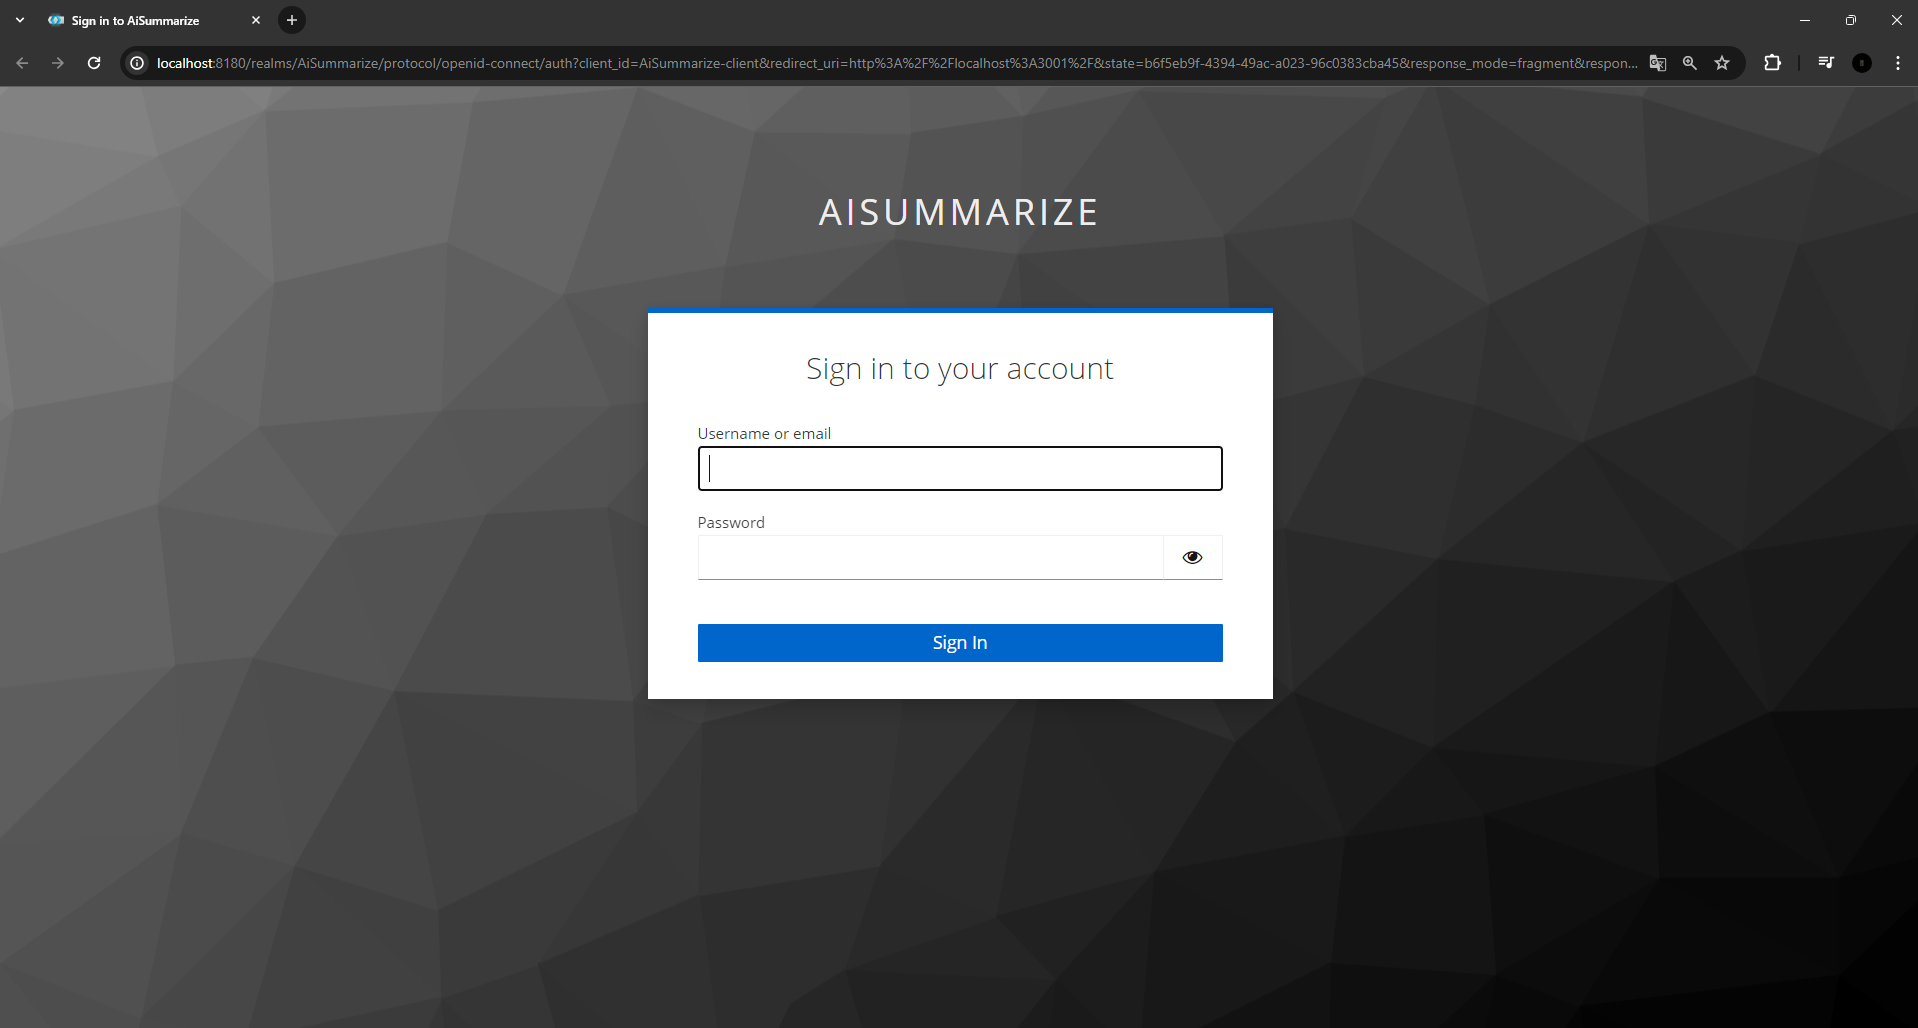 Sign in to AiSummarize
localhost:8180/realms/AiSummarize/protocol/openid-connect/auth?client_id=AiSummarize-client&redirect_uri=http%3A%2F%2Flocalhost%3A3001%2F&state=b6f5eb9f-4394-49ac-a023-96c0383cba45&response_mode=fragment&respon...
AISUMMARIZE
Sign in to your account
Username or email
Password
Sign In